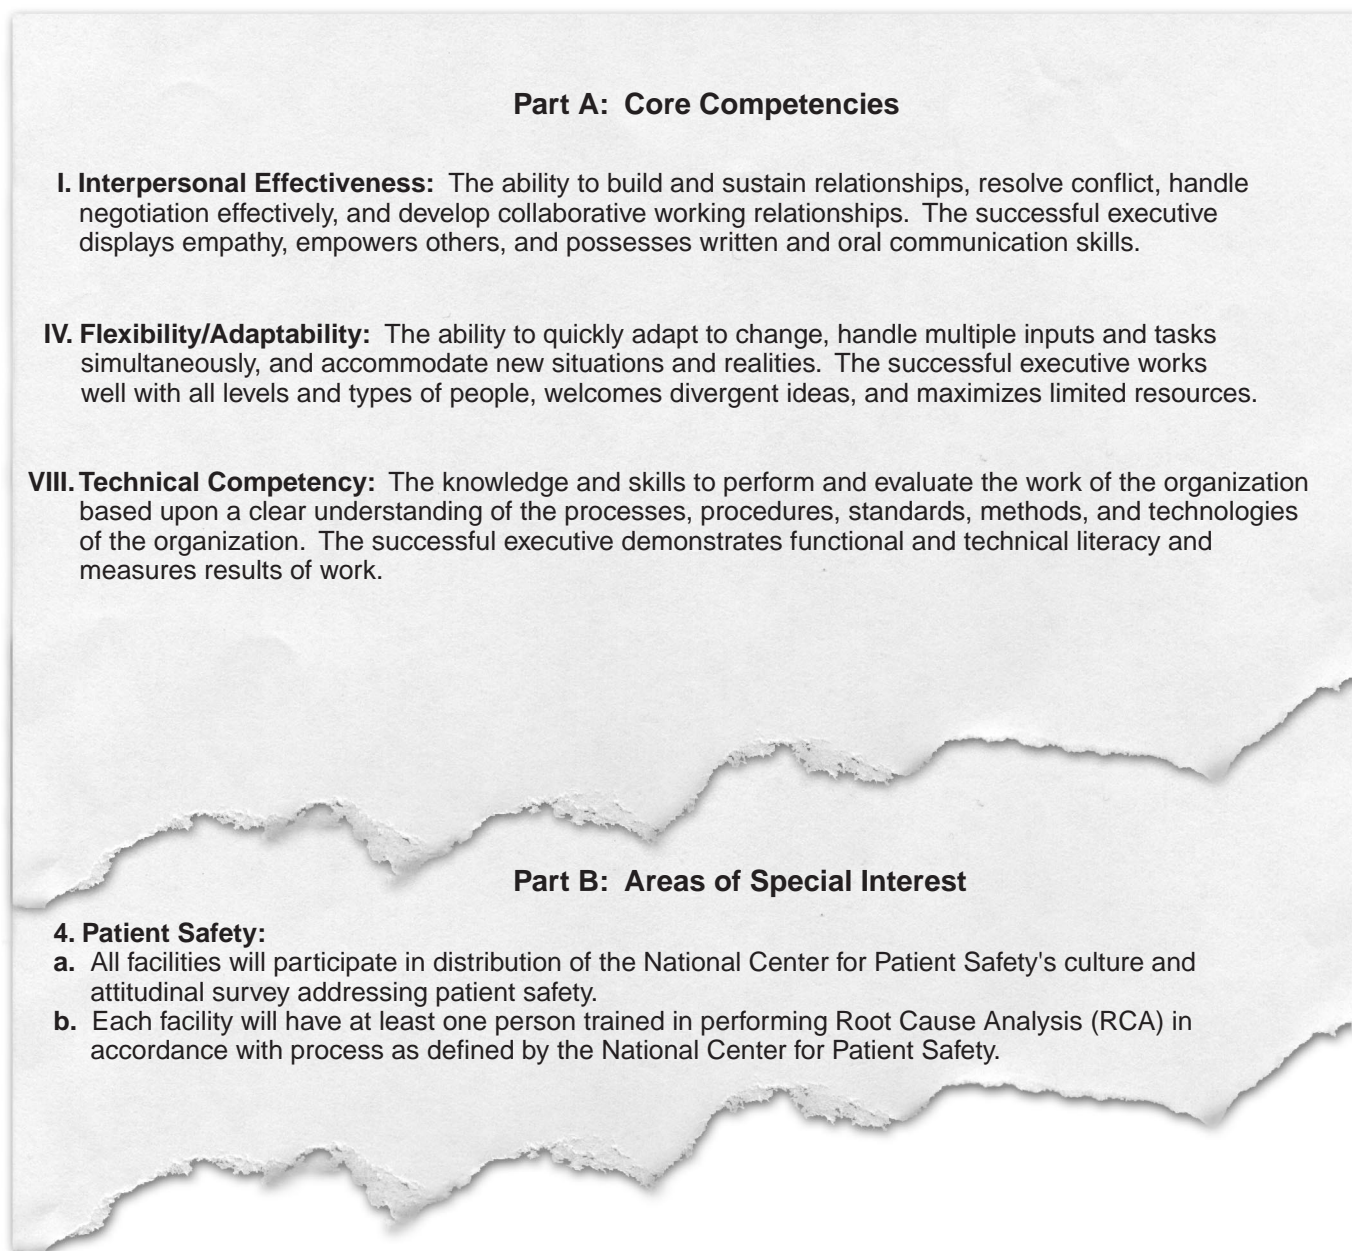 Part A: Core Competencies
I. Interpersonal Effectiveness: The ability to build and sustain relationships, resolve conflict, handle
negotiation effectively, and develop collaborative working relationships. The successful executive
displays empathy, empowers others, and possesses written and oral communication skills.
IV. Flexibility/Adaptability: The ability to quickly adapt to change, handle multiple inputs and tasks
simultaneously, and accommodate new situations and realities. The successful executive works
well with all levels and types of people, welcomes divergent ideas, and maximizes limited resources.
VIII. Technical Competency: The knowledge and skills to perform and evaluate the work of the organization
based upon a clear understanding of the processes, procedures, standards, methods, and technologies
of the organization. The successful executive demonstrates functional and technical literacy and
measures results of work.
Part B: Areas of Special Interest
4. Patient Safety:
a. All facilities will participate in distribution of the National Center for Patient Safety's culture and
attitudinal survey addressing patient safety.
b. Each facility will have at least one person trained in performing Root Cause Analysis (RCA) in
accordance with process as defined by the National Center for Patient Safety.